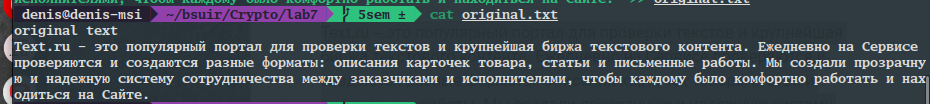 исполнителями, чтобы каждому было комфортно работать и находиться на Сайте." >> original.txt
denis@denis-msi ~/bsuir/Crypto/lab7 5sem ± cat original.txt
original text
Text.ru - это популярный портал для проверки текстов и крупнейшая биржа текстового контента. Ежедневно на Сервисе
проверяются и создаются разные форматы: описания карточек товара, статьи и письменные работы. Мы создали прозрачну
ю и надежную систему сотрудничества между заказчиками и исполнителями, чтобы каждому было комфортно работать и нах
одиться на Сайте.